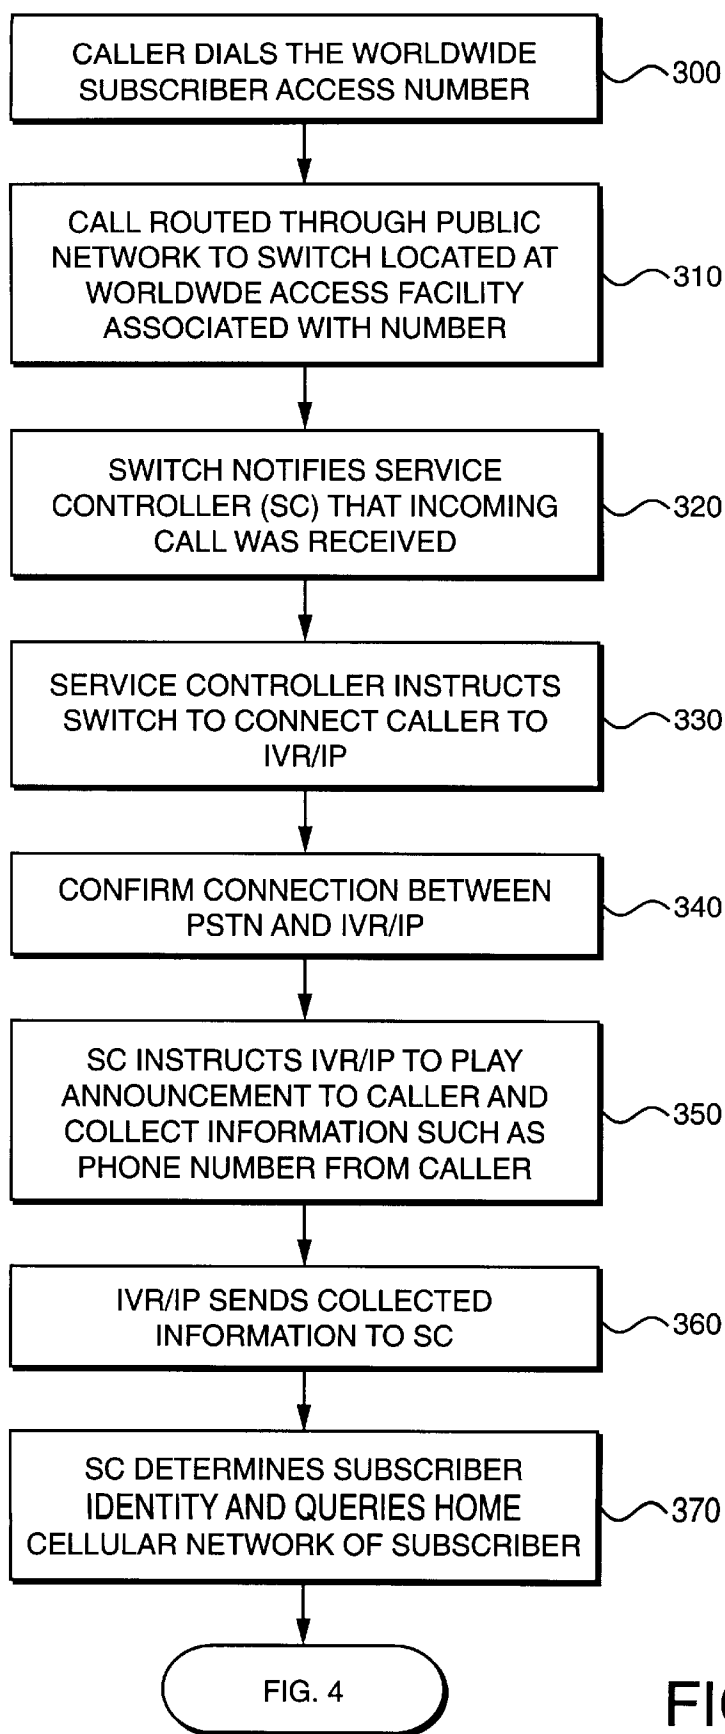 CALLER DIALS THE WORLDWIDE
SUBSCRIBER ACCESS NUMBER
300
CALL ROUTED THROUGH PUBLIC
NETWORK TO SWITCH LOCATED AT
WORLDWDE ACCESS FACILITY
ASSOCIATED WITH NUMBER
310
SWITCH NOTIFIES SERVICE
CONTROLLER (SC) THAT INCOMING
CALL WAS RECEIVED
320
SERVICE CONTROLLER INSTRUCTS
SWITCH TO CONNECT CALLER TO
IVR/IP
330
CONFIRM CONNECTION BETWEEN
PSTN AND IVR/IP
340
SC INSTRUCTS IVR/IP TO PLAY
ANNOUNCEMENT TO CALLER AND
COLLECT INFORMATION SUCH AS
PHONE NUMBER FROM CALLER
350
IVR/IP SENDS COLLECTED
INFORMATION TO SC
360
SC DETERMINES SUBSCRIBER
IDENTITY AND QUERIES HOME
CELLULAR NETWORK OF SUBSCRIBER
370
FIG. 4